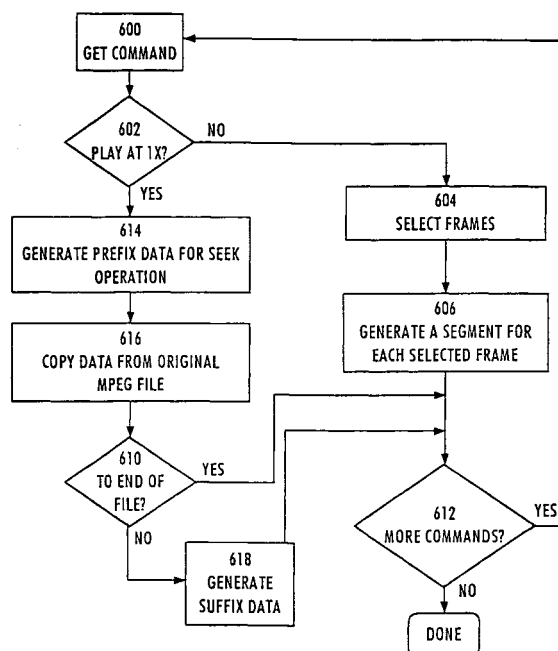 600
GET COMMAND
602
PLAY AT 1X?
NO
YES
614
GENERATE PREFIX DATA FOR SEEK
OPERATION
604
SELECT FRAMES
616
COPY DATA FROM ORIGINAL
MPEG FILE
606
GENERATE A SEGMENT FOR
EACH SELECTED FRAME
610
TO END OF
FILE?
YES
NO
618
GENERATE
SUFFIX DATA
612
MORE COMMANDS?
YES
NO
DONE